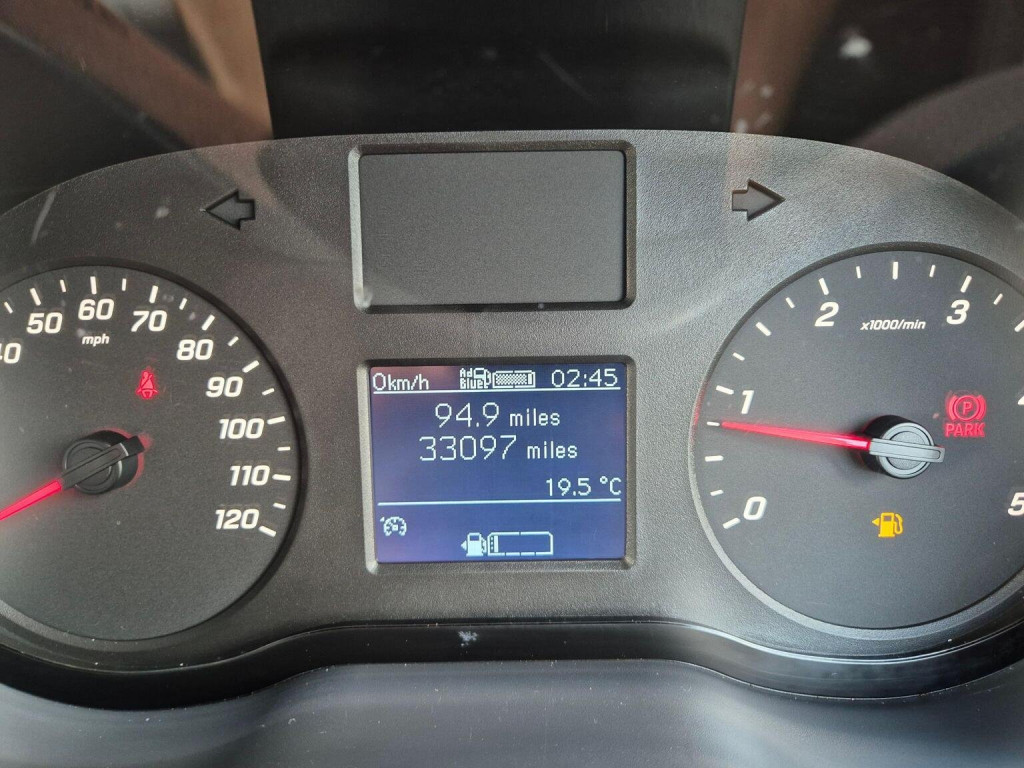 0km/h Ad Blue 02:45
94.9 miles
33097 miles
19.5 °C
50 60 70 80 90 100 110 120
mph
0 1 2 3 5
x1000/min
P
PARK